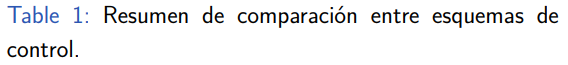 Table 1: Resumen de comparación entre esquemas de
control.